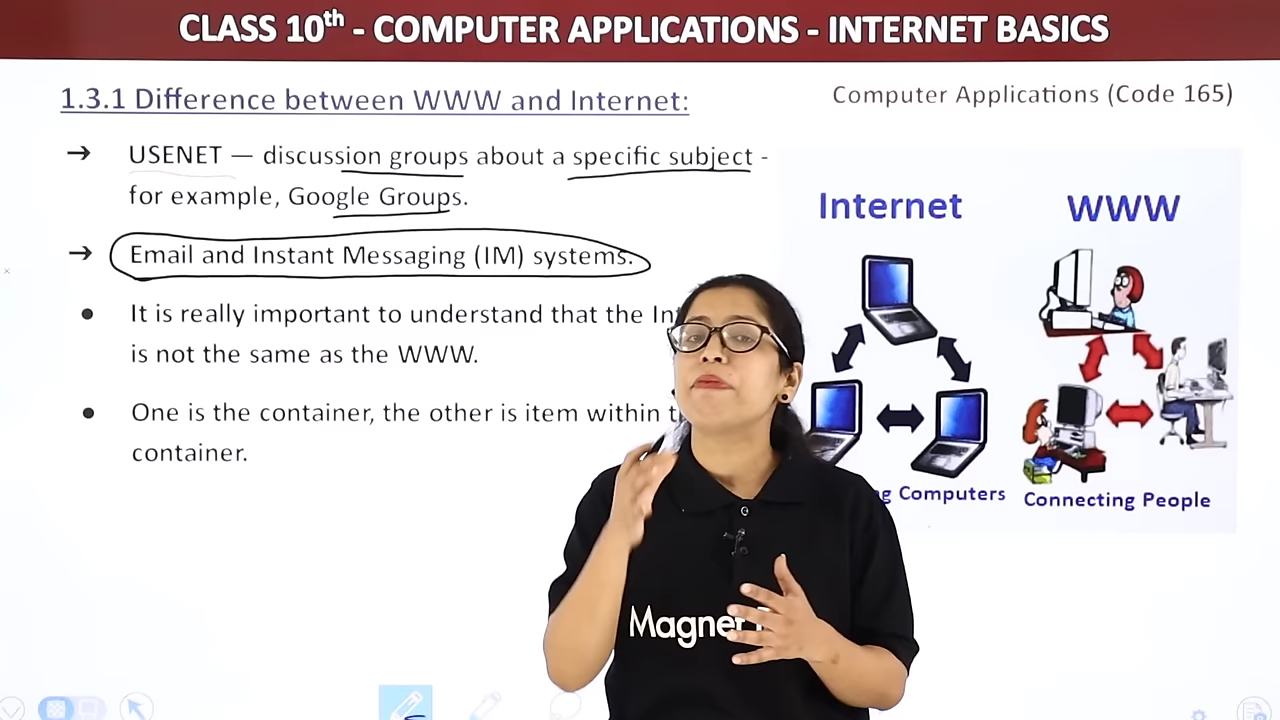 CLASS 10th - COMPUTER APPLICATIONS - INTERNET BASICS
1.3.1 Difference between WWW and Internet:
Computer Applications (Code 165)
→ USENET — discussion groups about a specific subject -
for example, Google Groups.
→ Email and Instant Messaging (IM) systems.
● It is really important to understand that the
is not the same as the WWW.
● One is the container, the other is item within
container.
Internet
WWW
Computers
Connecting People
Magnet